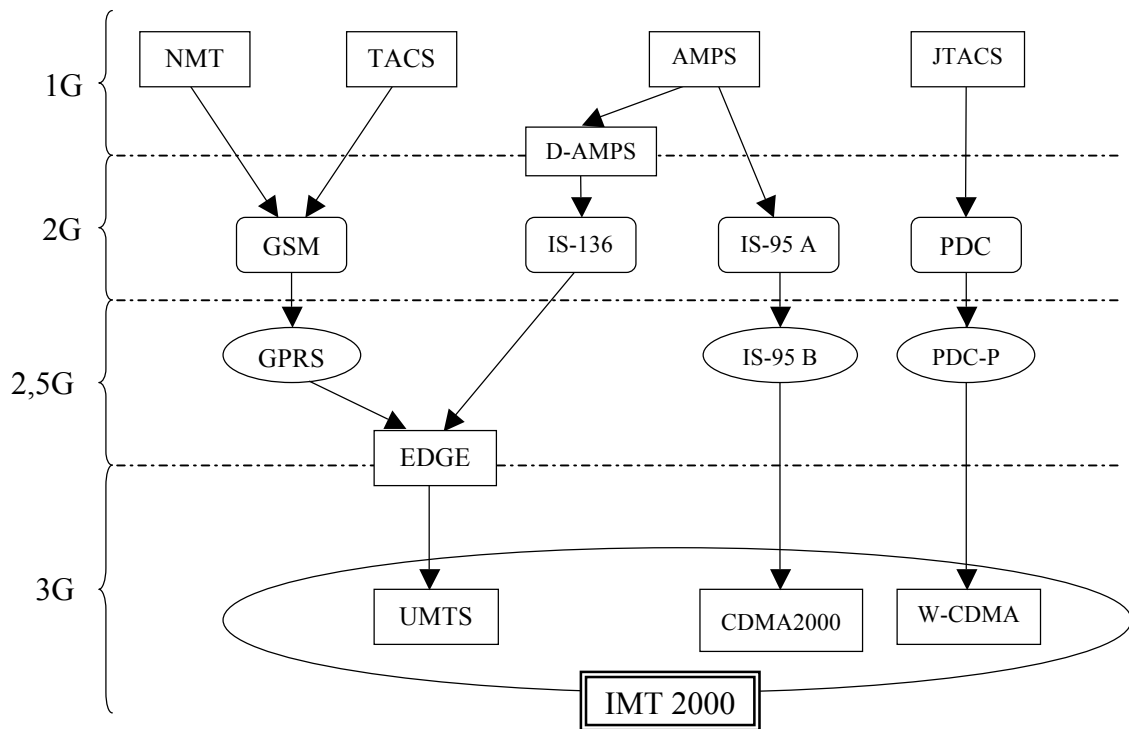 1G
NMT
TACS
AMPS
JTACS
D-AMPS
2G
GSM
IS-136
IS-95 A
PDC
2,5G
GPRS
IS-95 B
PDC-P
EDGE
3G
UMTS
CDMA2000
W-CDMA
IMT 2000